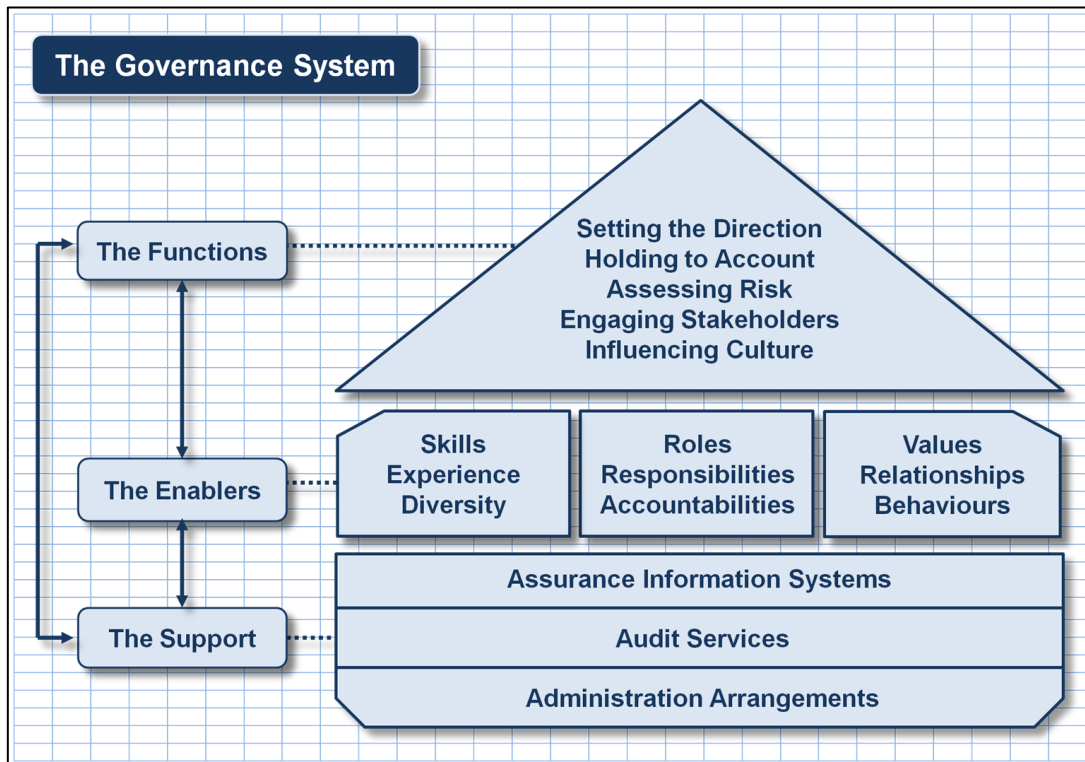 The Governance System
The Functions
Setting the Direction
Holding to Account
Assessing Risk
Engaging Stakeholders
Influencing Culture
The Enablers
Skills
Experience
Diversity
Roles
Responsibilities
Accountabilities
Values
Relationships
Behaviours
The Support
Assurance Information Systems
Audit Services
Administration Arrangements